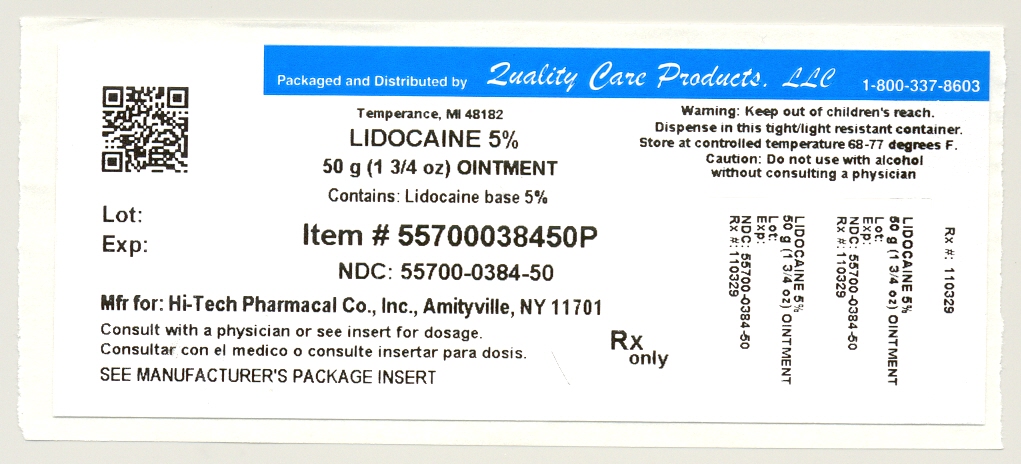 Packaged and Distributed by Quality Care Products, LLC 1-800-337-8603
Temperance, MI 48182
LIDOCAINE 5%
50 g (1 3/4 oz) OINTMENT
Contains: Lidocaine base 5%
Item # 55700038450P
NDC: 55700-0384-50
Lot:
Exp:
Mfr for: Hi-Tech Pharmacal Co., Inc., Amityville, NY 11701
Consult with a physician or see insert for dosage.
Consultar con el medico o consulte insertar para dosis.
SEE MANUFACTURER'S PACKAGE INSERT
Rx
only
Warning: Keep out of children's reach.
Dispense in this tight/light resistant container.
Store at controlled temperature 68-77 degrees F.
Caution: Do not use with alcohol
without consulting a physician
Rx #: 110329
LIDOCAINE 5%
50 g (1 3/4 oz) OINTMENT
Lot:
Exp:
NDC: 55700-0384-50
Rx #: 110329
LIDOCAINE 5%
50 g (1 3/4 oz) OINTMENT
Lot:
Exp:
NDC: 55700-0384-50
Rx #: 110329